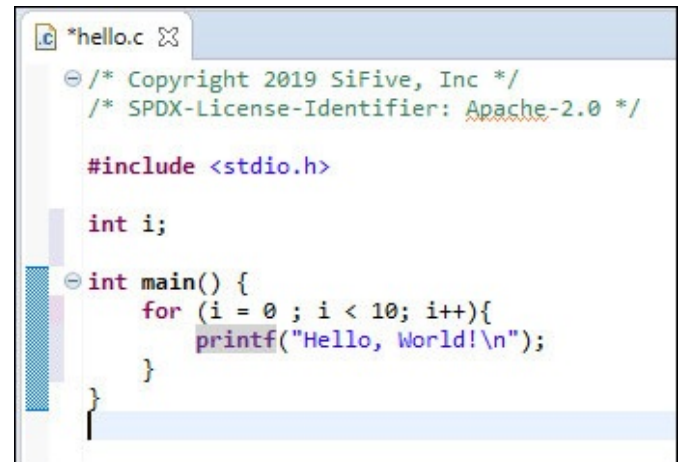 *hello.c
/* Copyright 2019 SiFive, Inc */
/* SPDX-License-Identifier: Apache-2.0 */
#include <stdio.h>
int i;
int main() {
for (i = 0 ; i < 10; i++){
printf("Hello, World!\n");
}
}